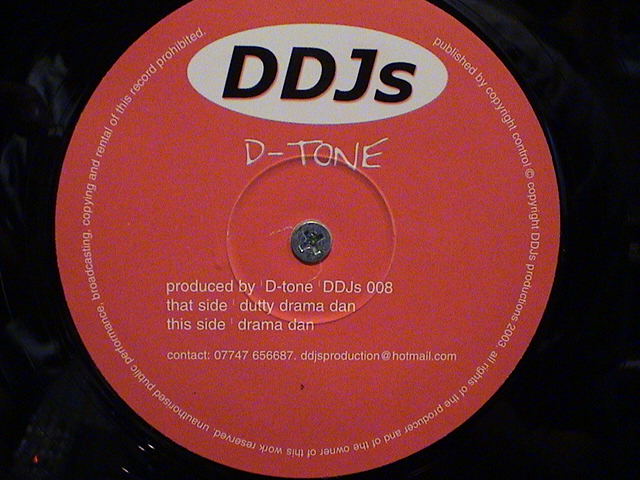 DDJs
D-TONE
produced by ' D-tone ' DDJs 008
that side ' dutty drama dan
this side ' drama dan
contact: 07747 656687. ddjsproduction@hotmail.com
published by copyright control © copyright DDJs productions 2003. all rights of the producer and of the owner of this work reserved. unauthorised public performance, broadcasting, copying and rental of this record prohibited.